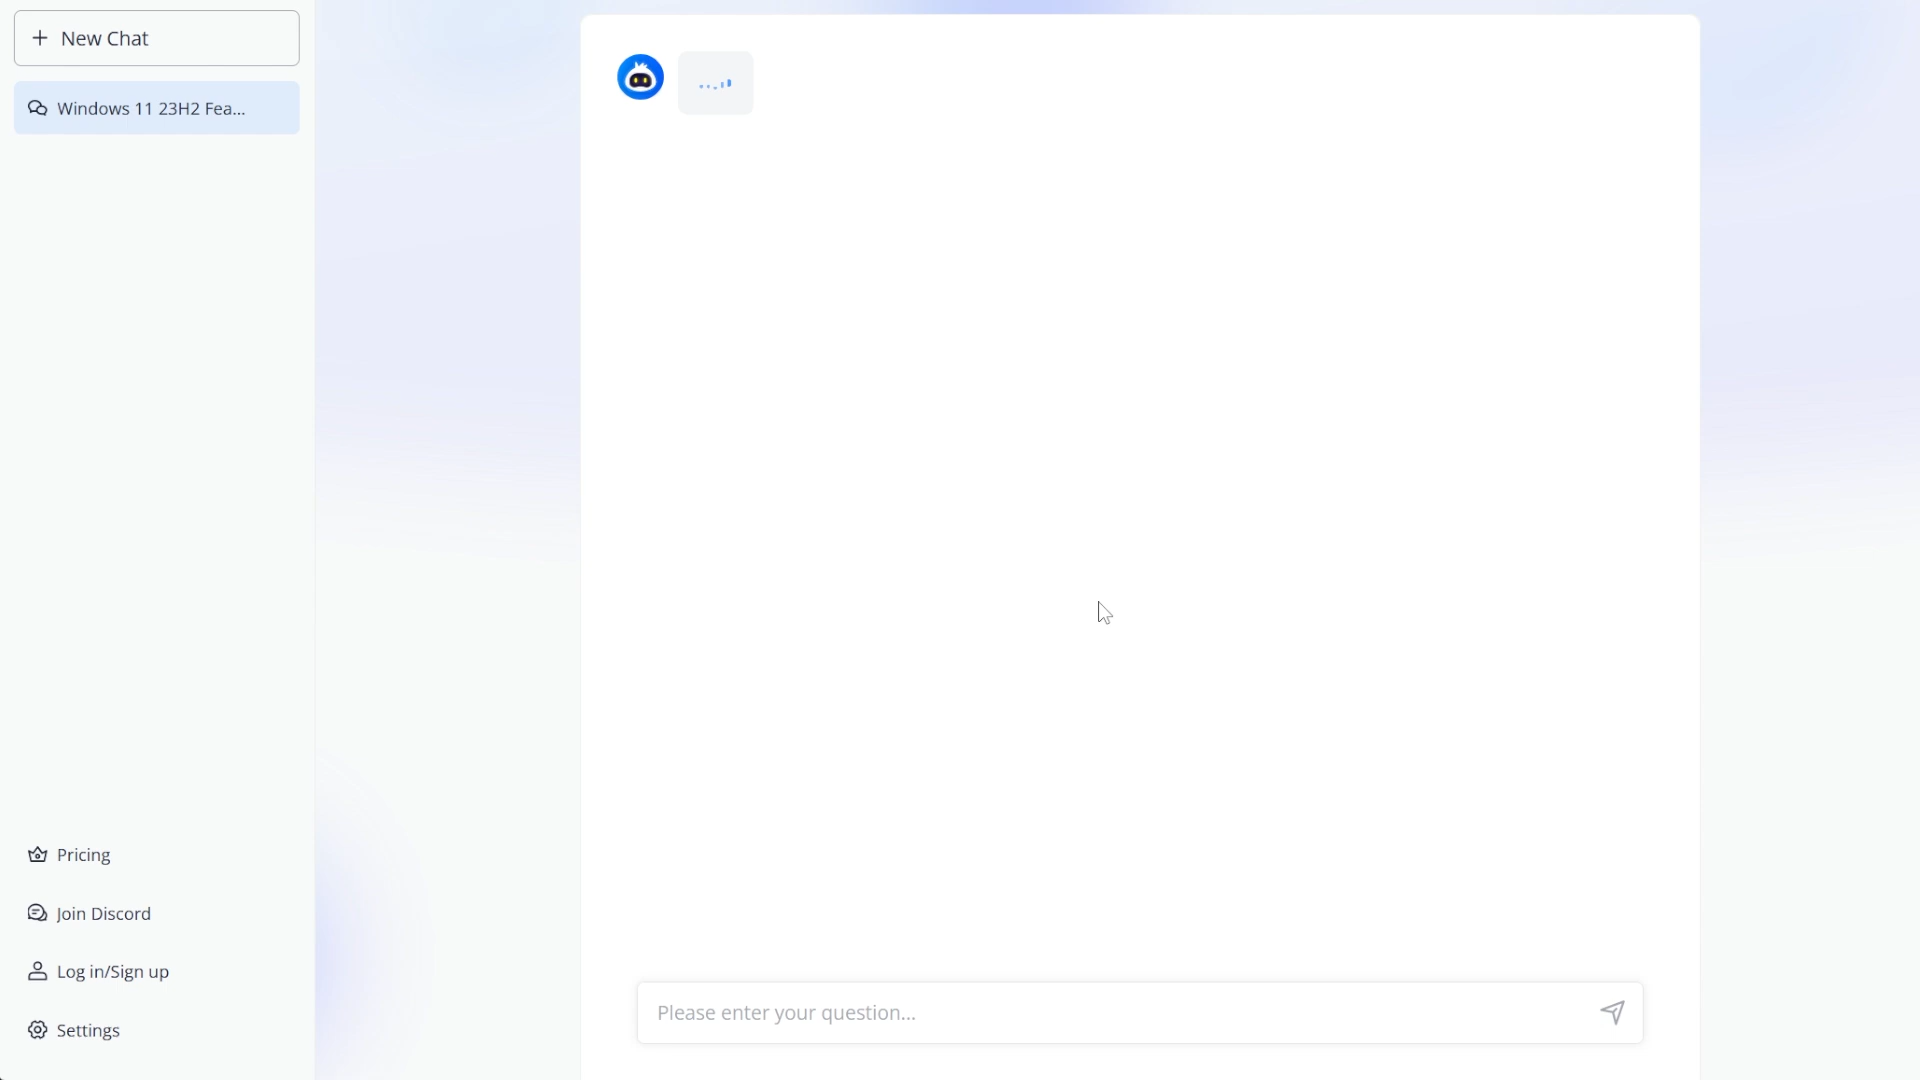 New Chat
Windows 11 23H2 Fea...
Pricing
Join Discord
Log in/Sign up
Settings
Please enter your question...